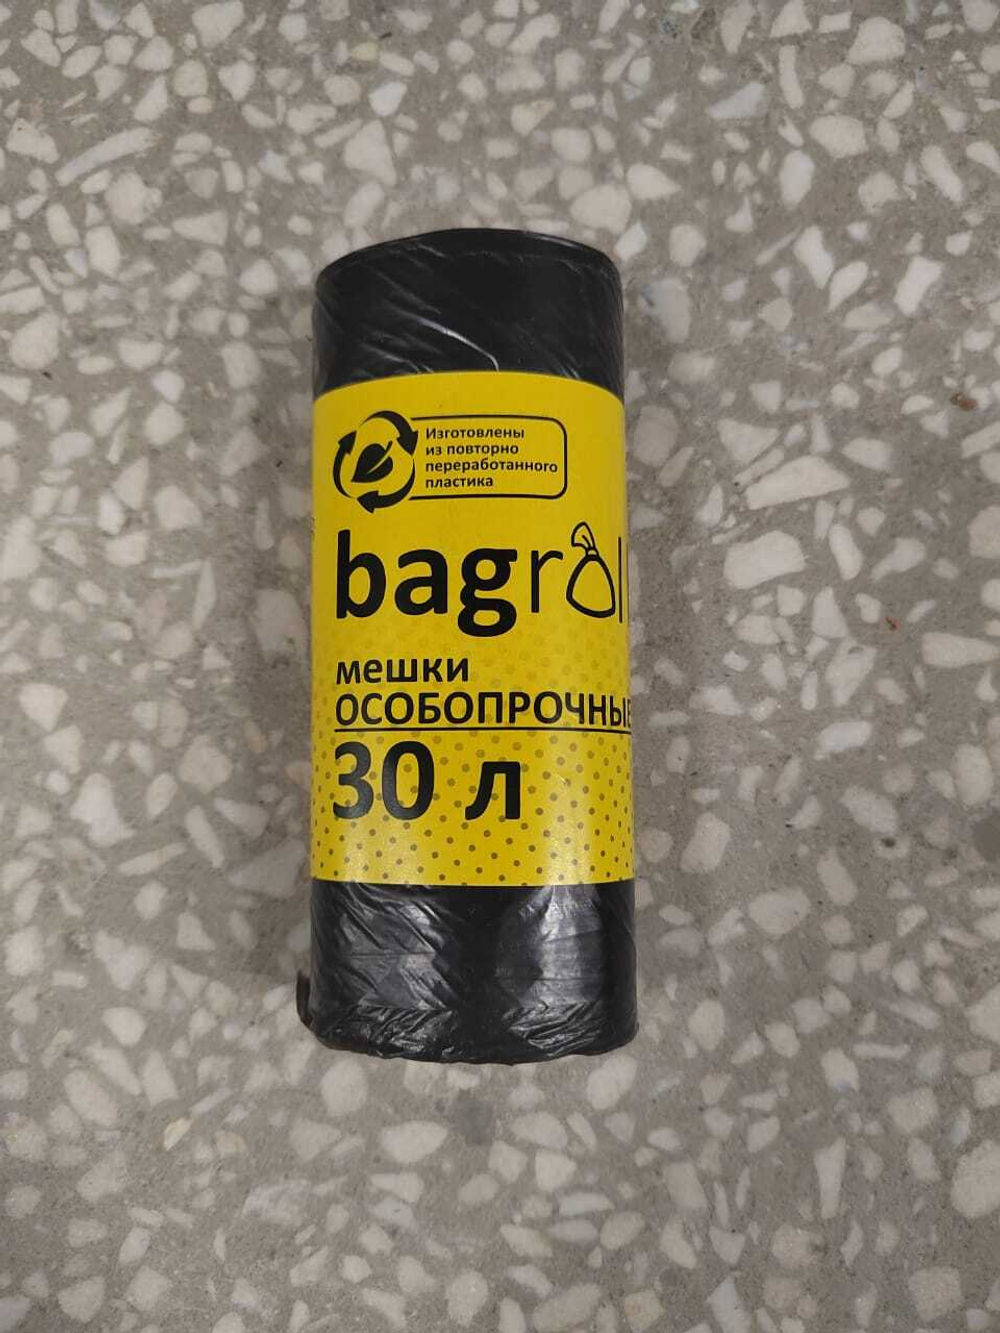 Изготовлены
из повторно
переработанного
пластика
bagroll
мешки
ОСОБОПРОЧНЫЕ
30 л